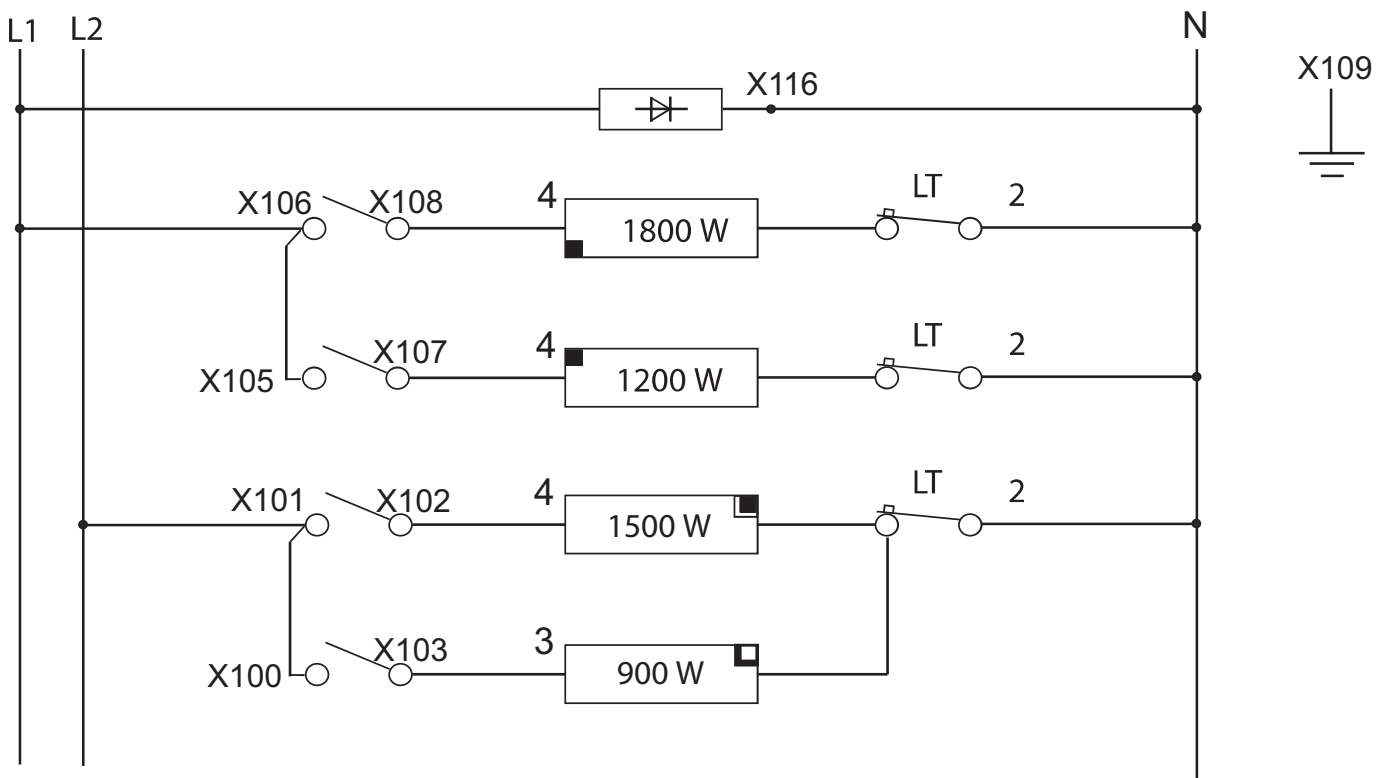 L1 L2 N
X116 X109
X106 X108 4 1800 W LT 2
X105 X107 4 1200 W LT 2
X101 X102 4 1500 W LT 2
X100 X103 3 900 W